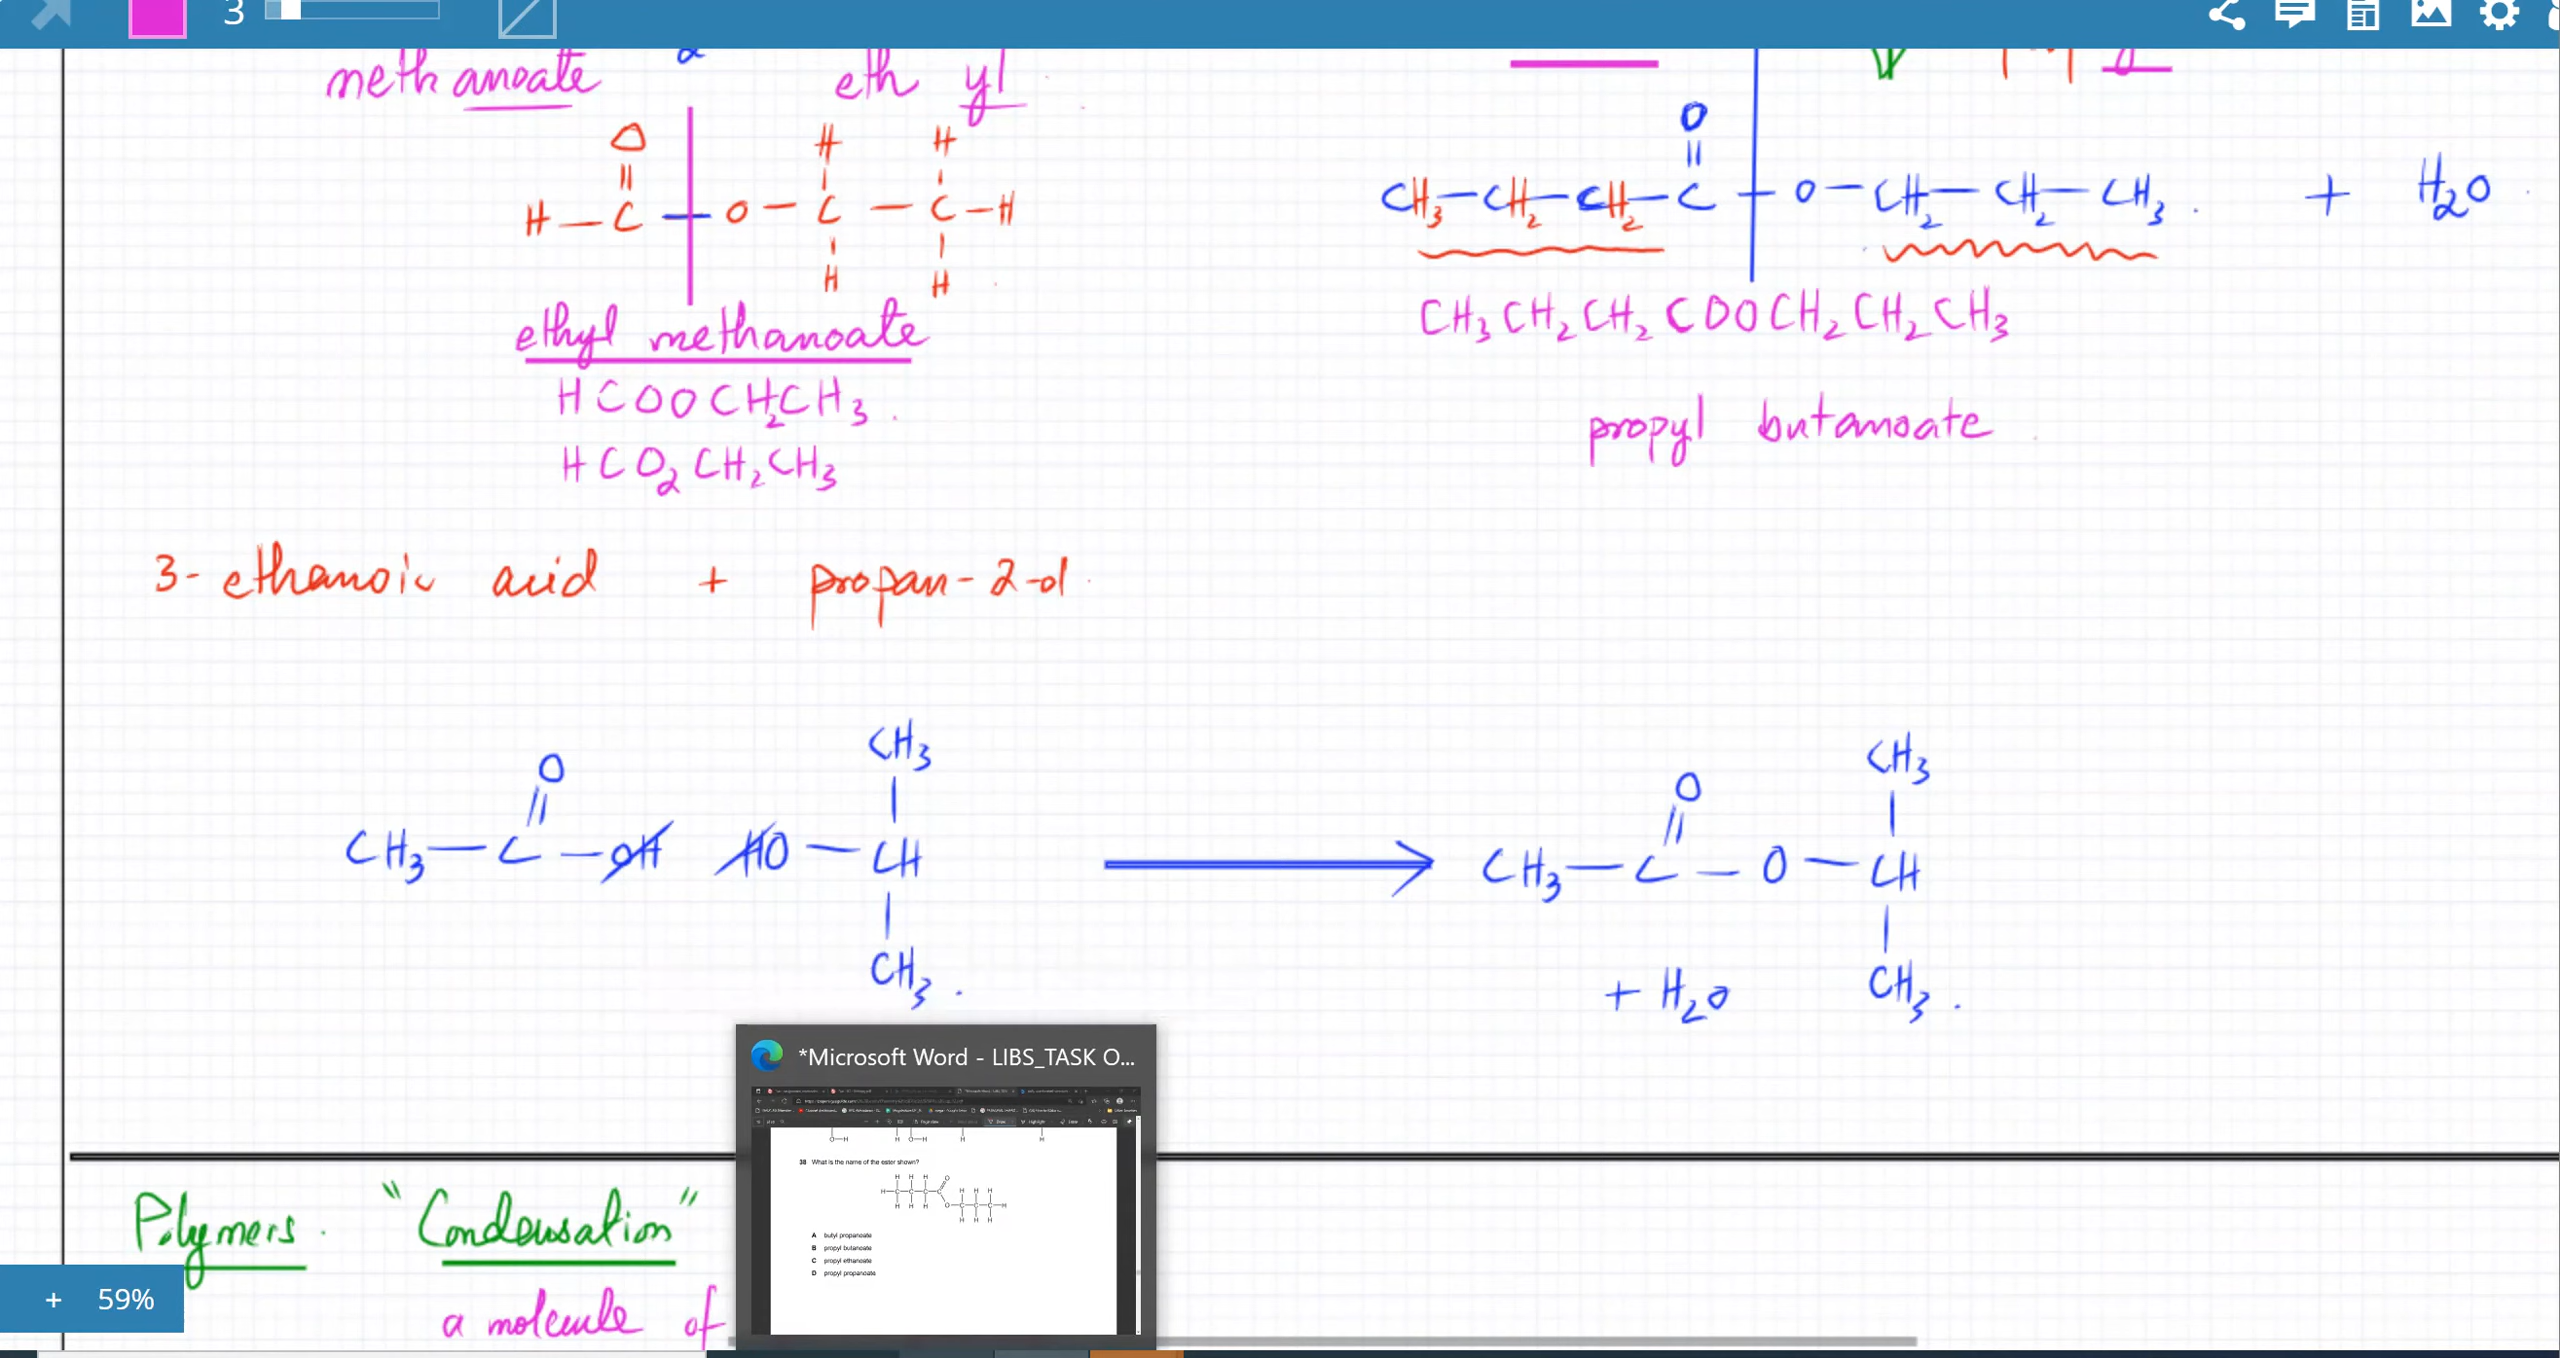 3
methanoate
ethyl
O
H H
H—C—O—C—C—H
H H
ethyl methanoate
HCOOCH2CH3.
HCO2CH2CH3
O
CH3—CH2—CH2—C—O—CH2—CH2—CH3. + H2O.
CH3CH2CH2COOCH2CH2CH3
propyl butanoate
3- ethanoic acid + propan-2-ol.
CH3
O
CH3—C—OH HO—CH
CH3.
CH3
O
CH3—C—O—CH
CH3.
+ H2O
*Microsoft Word - LIBS_TASK O...
38 What is the name of the ester shown?
A butyl propanoate
B propyl butanoate
C propyl ethanoate
D propyl propanoate
Polymers. "Condensation"
a molecule of
+ 59%